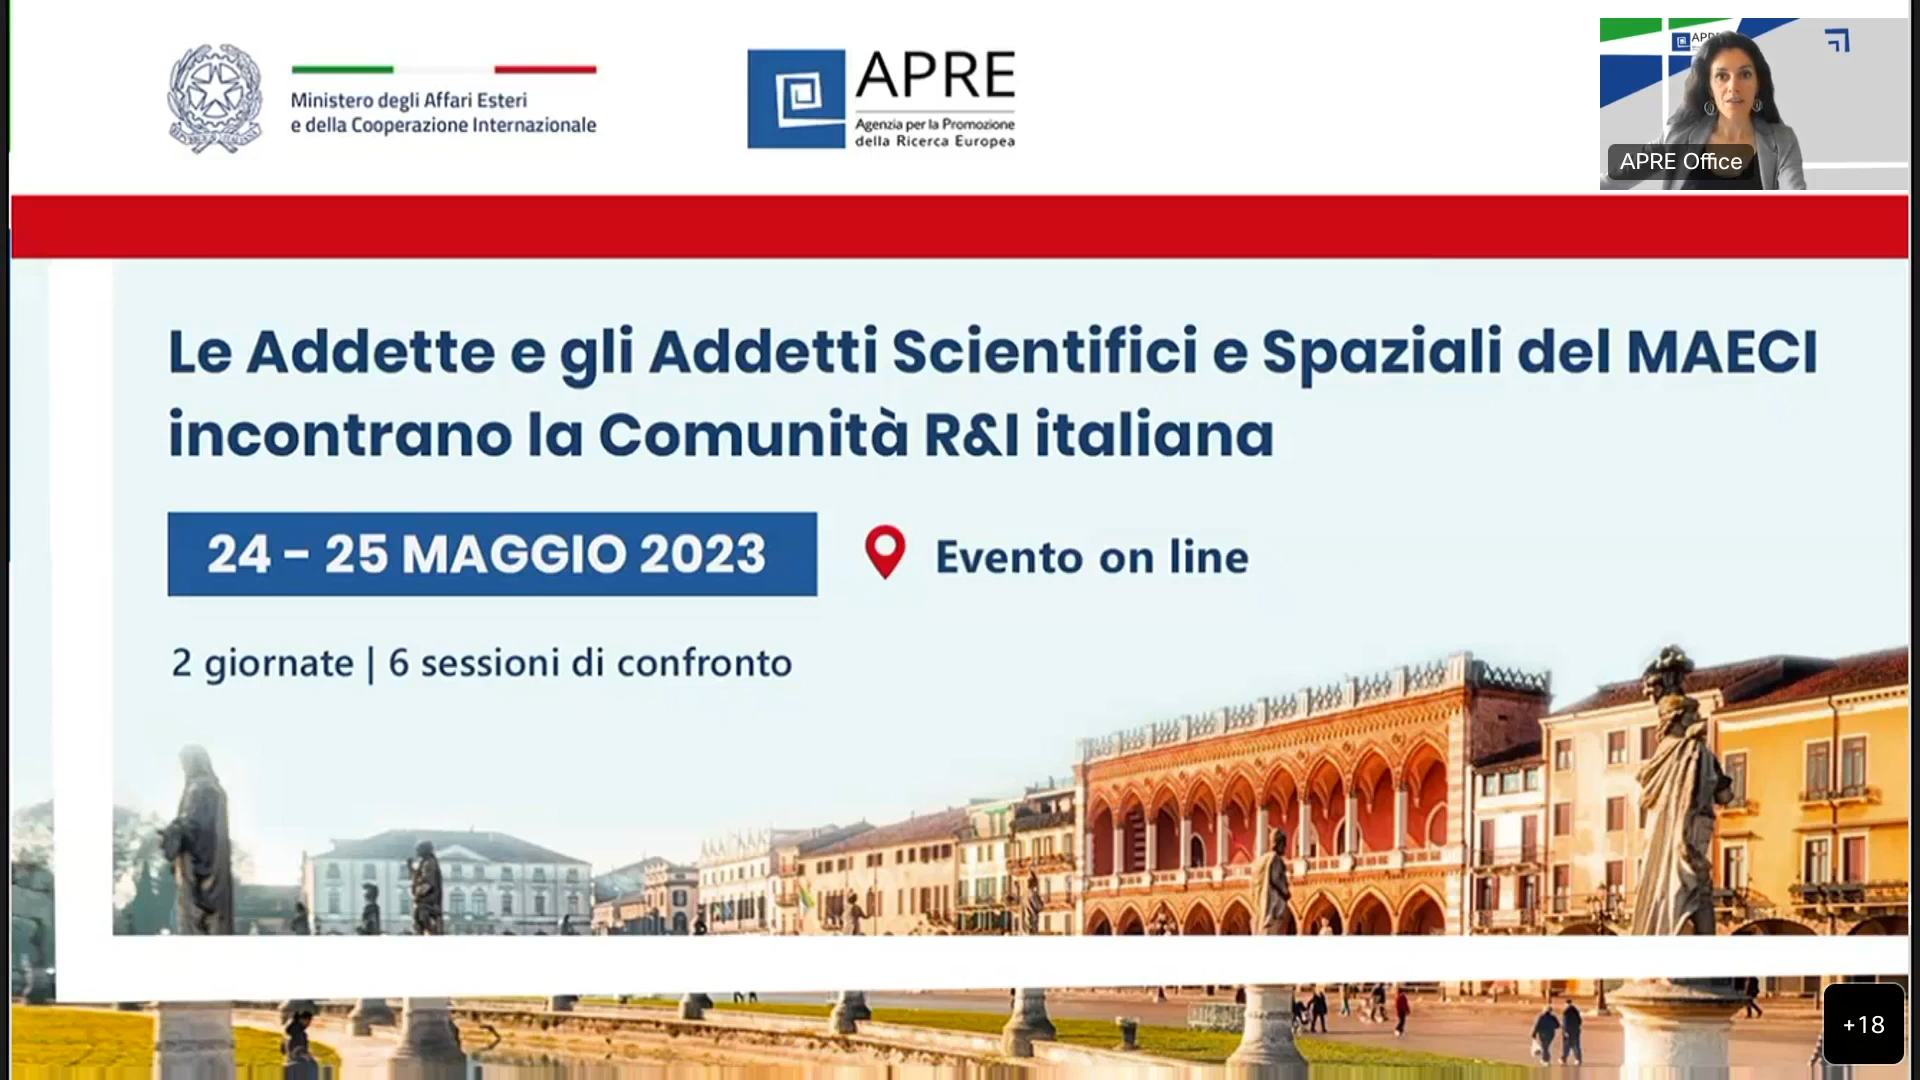 Ministero degli Affari Esteri
e della Cooperazione Internazionale
APRE
Agenzia per la Promozione
della Ricerca Europea
APRE Office
Le Addette e gli Addetti Scientifici e Spaziali del MAECI
incontrano la Comunità R&I italiana
24 – 25 MAGGIO 2023
Evento on line
2 giornate | 6 sessioni di confronto
+18